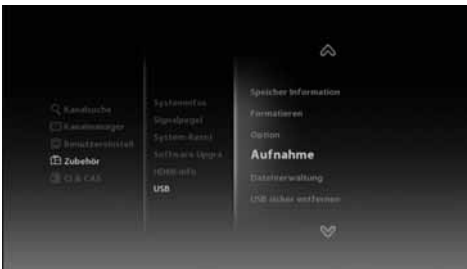 Kanalsuche
Kanalmanager
Benutzereinstell
Zubehör
CI & CAS
Systeminfos
Signalpegel
Software Upgra
HDMI-info
USB
Speicher Information
Formatieren
Option
Aufnahme
Dateiverwaltung
USB sicher entfernen